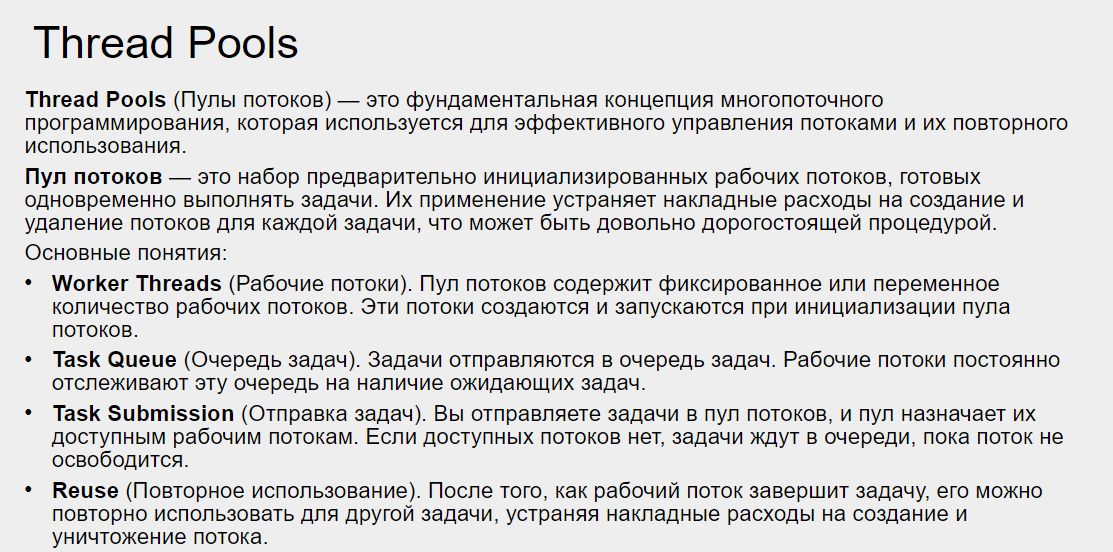 Thread Pools
Thread Pools (Пулы потоков) — это фундаментальная концепция многопоточного
программирования, которая используется для эффективного управления потоками и их повторного
использования.
Пул потоков — это набор предварительно инициализированных рабочих потоков, готовых
одновременно выполнять задачи. Их применение устраняет накладные расходы на создание и
удаление потоков для каждой задачи, что может быть довольно дорогостоящей процедурой.
Основные понятия:
• Worker Threads (Рабочие потоки). Пул потоков содержит фиксированное или переменное
количество рабочих потоков. Эти потоки создаются и запускаются при инициализации пула
потоков.
• Task Queue (Очередь задач). Задачи отправляются в очередь задач. Рабочие потоки постоянно
отслеживают эту очередь на наличие ожидающих задач.
• Task Submission (Отправка задач). Вы отправляете задачи в пул потоков, и пул назначает их
доступным рабочим потокам. Если доступных потоков нет, задачи ждут в очереди, пока поток не
освободится.
• Reuse (Повторное использование). После того, как рабочий поток завершит задачу, его можно
повторно использовать для другой задачи, устраняя накладные расходы на создание и
уничтожение потока.